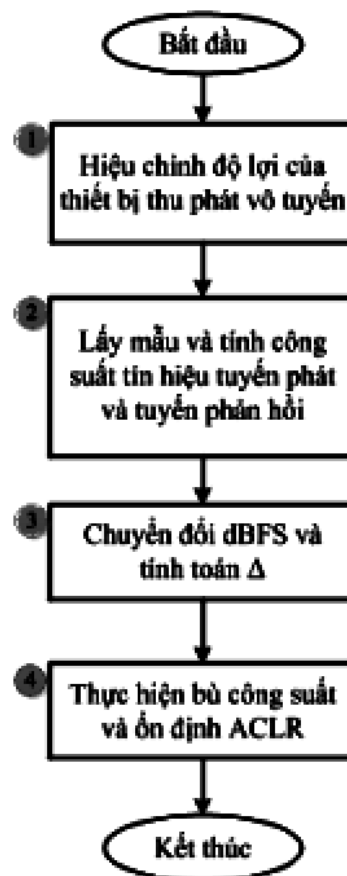 Bắt đầu
1
Hiệu chỉnh độ lợi của
thiết bị thu phát vô tuyến
2
Lấy mẫu và tính công
suất tín hiệu tuyến phát
và tuyến phản hồi
3
Chuyển đổi dBFS và
tính toán Δ
4
Thực hiện bù công suất
và ổn định ACLR
Kết thúc